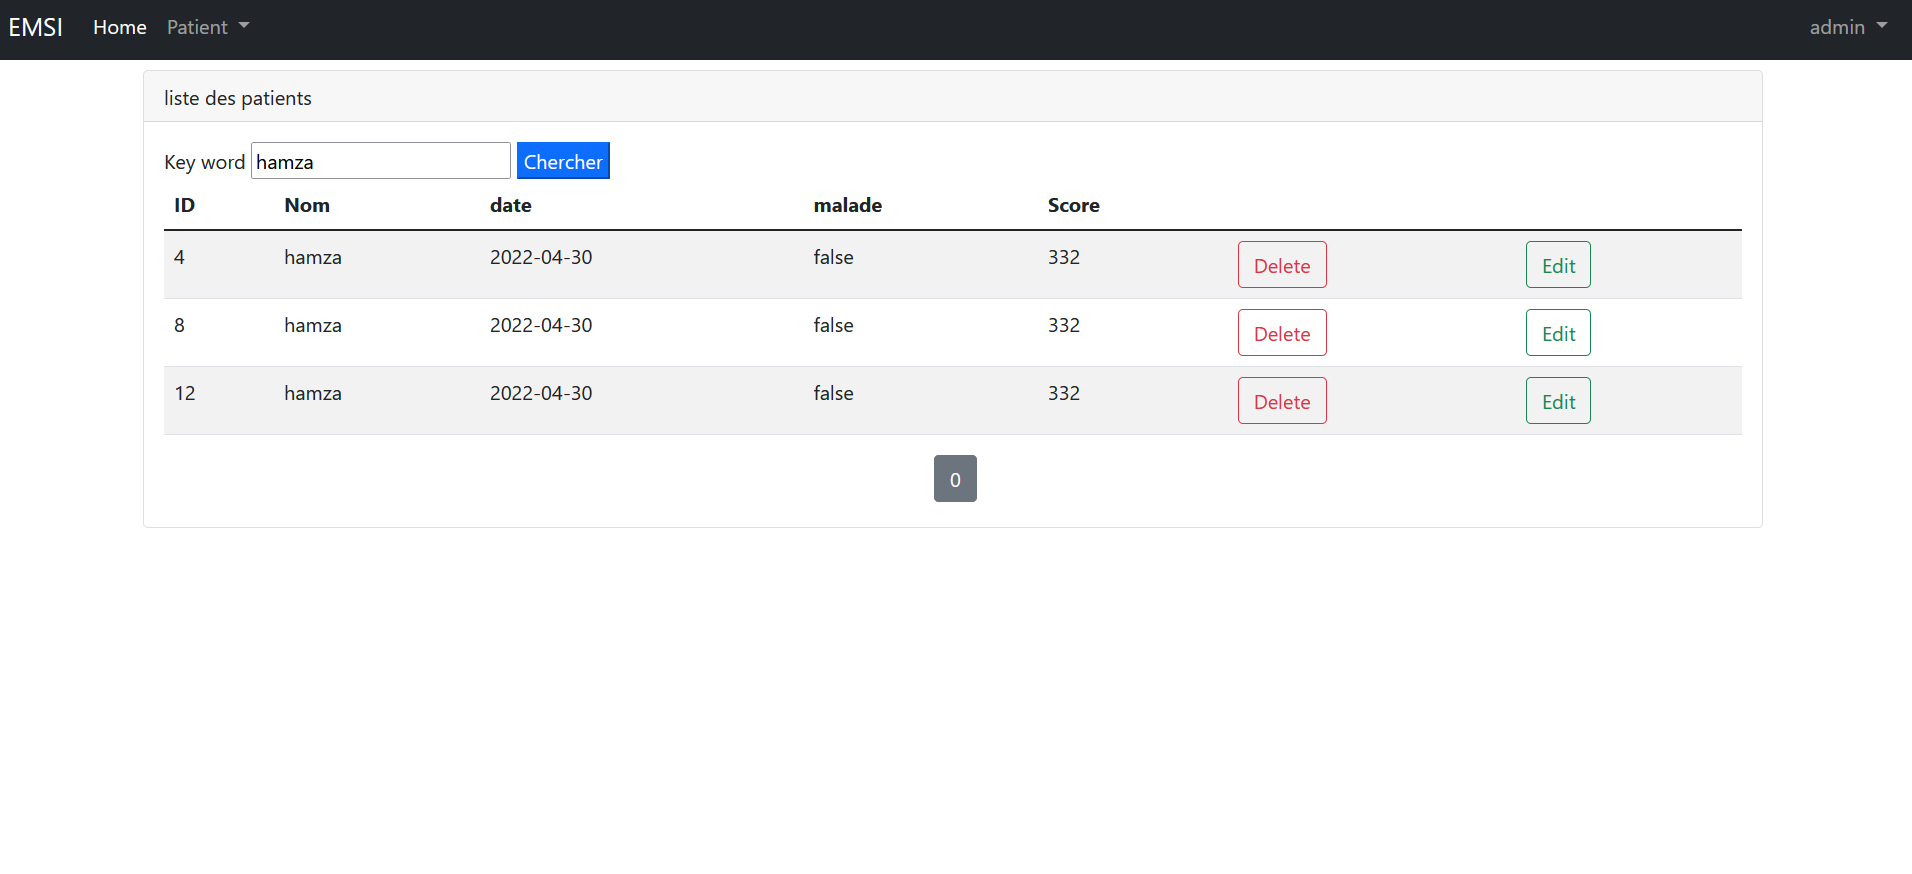 EMSI Home Patient admin
liste des patients
Key word hamza Chercher
ID Nom date malade Score
4 hamza 2022-04-30 false 332 Delete Edit
8 hamza 2022-04-30 false 332 Delete Edit
12 hamza 2022-04-30 false 332 Delete Edit
0